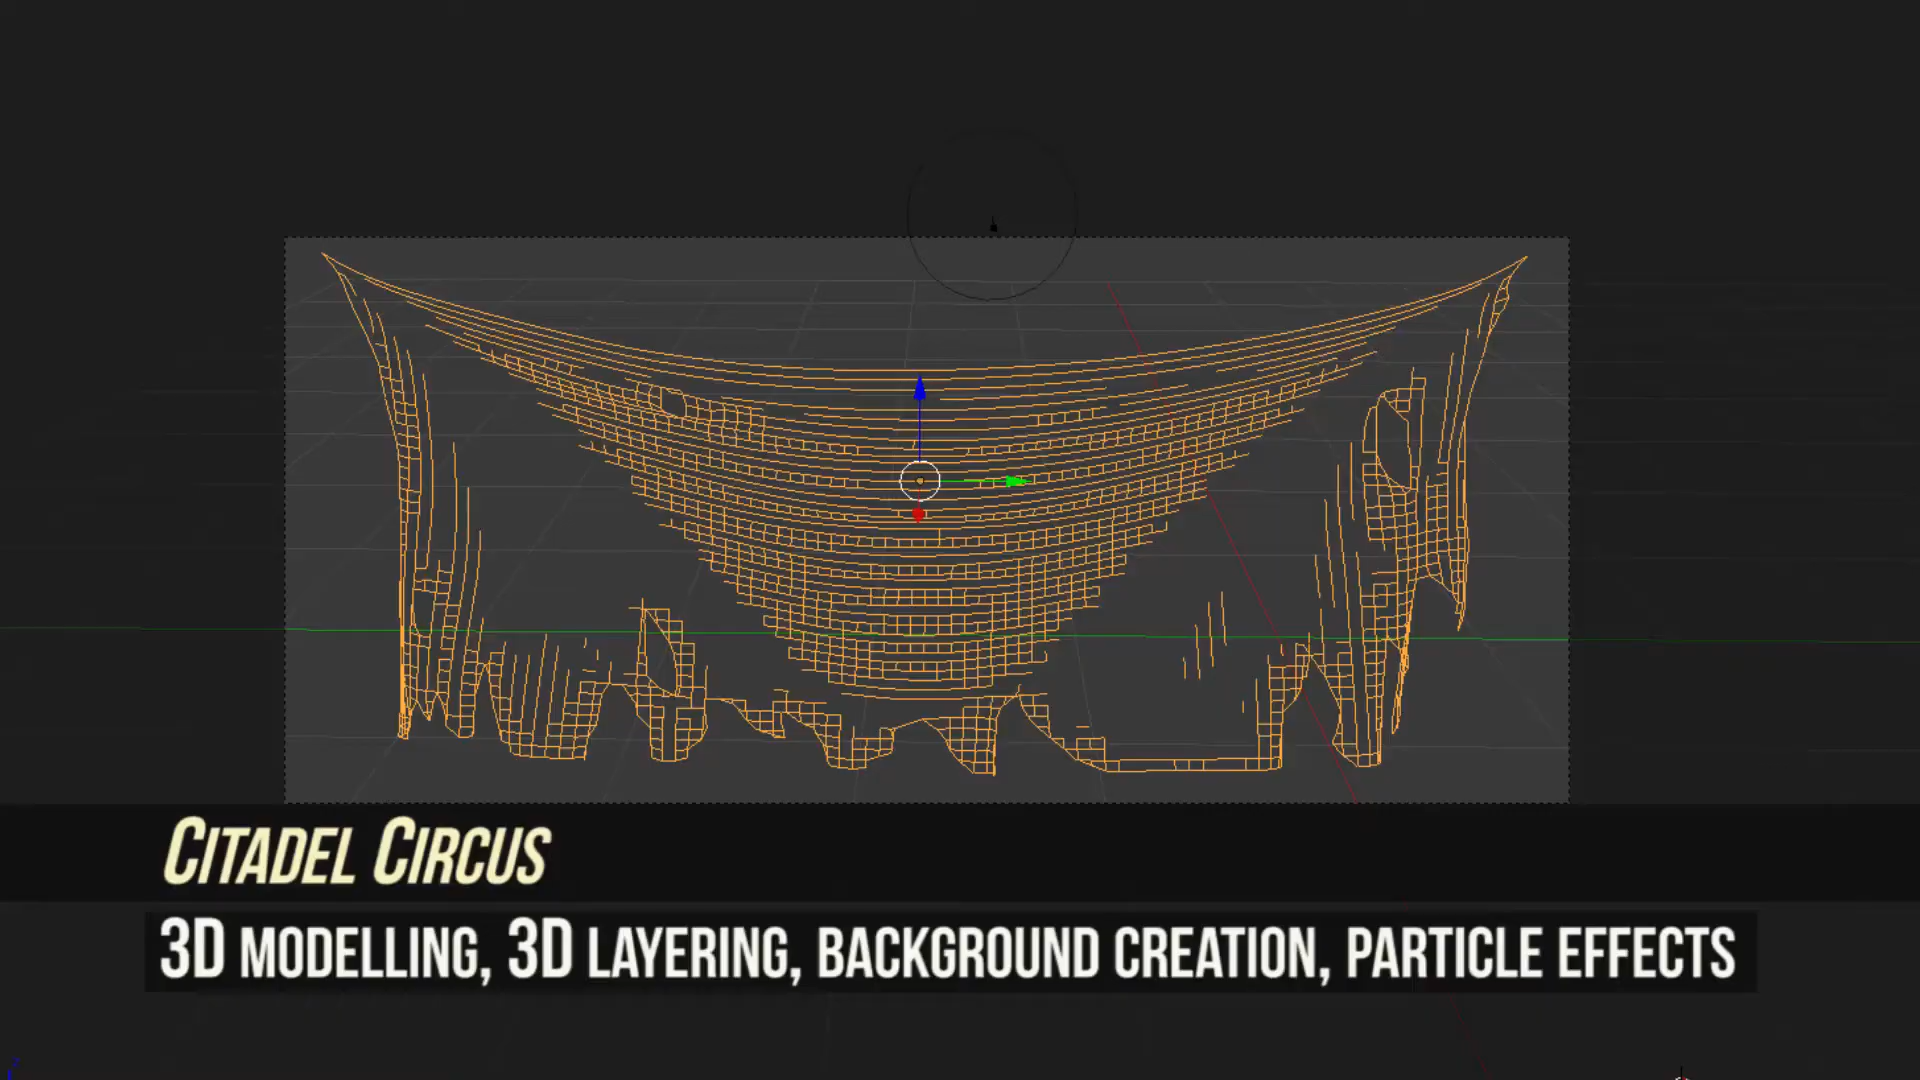 Citadel Circus
3D modelling, 3D layering, background creation, particle effects